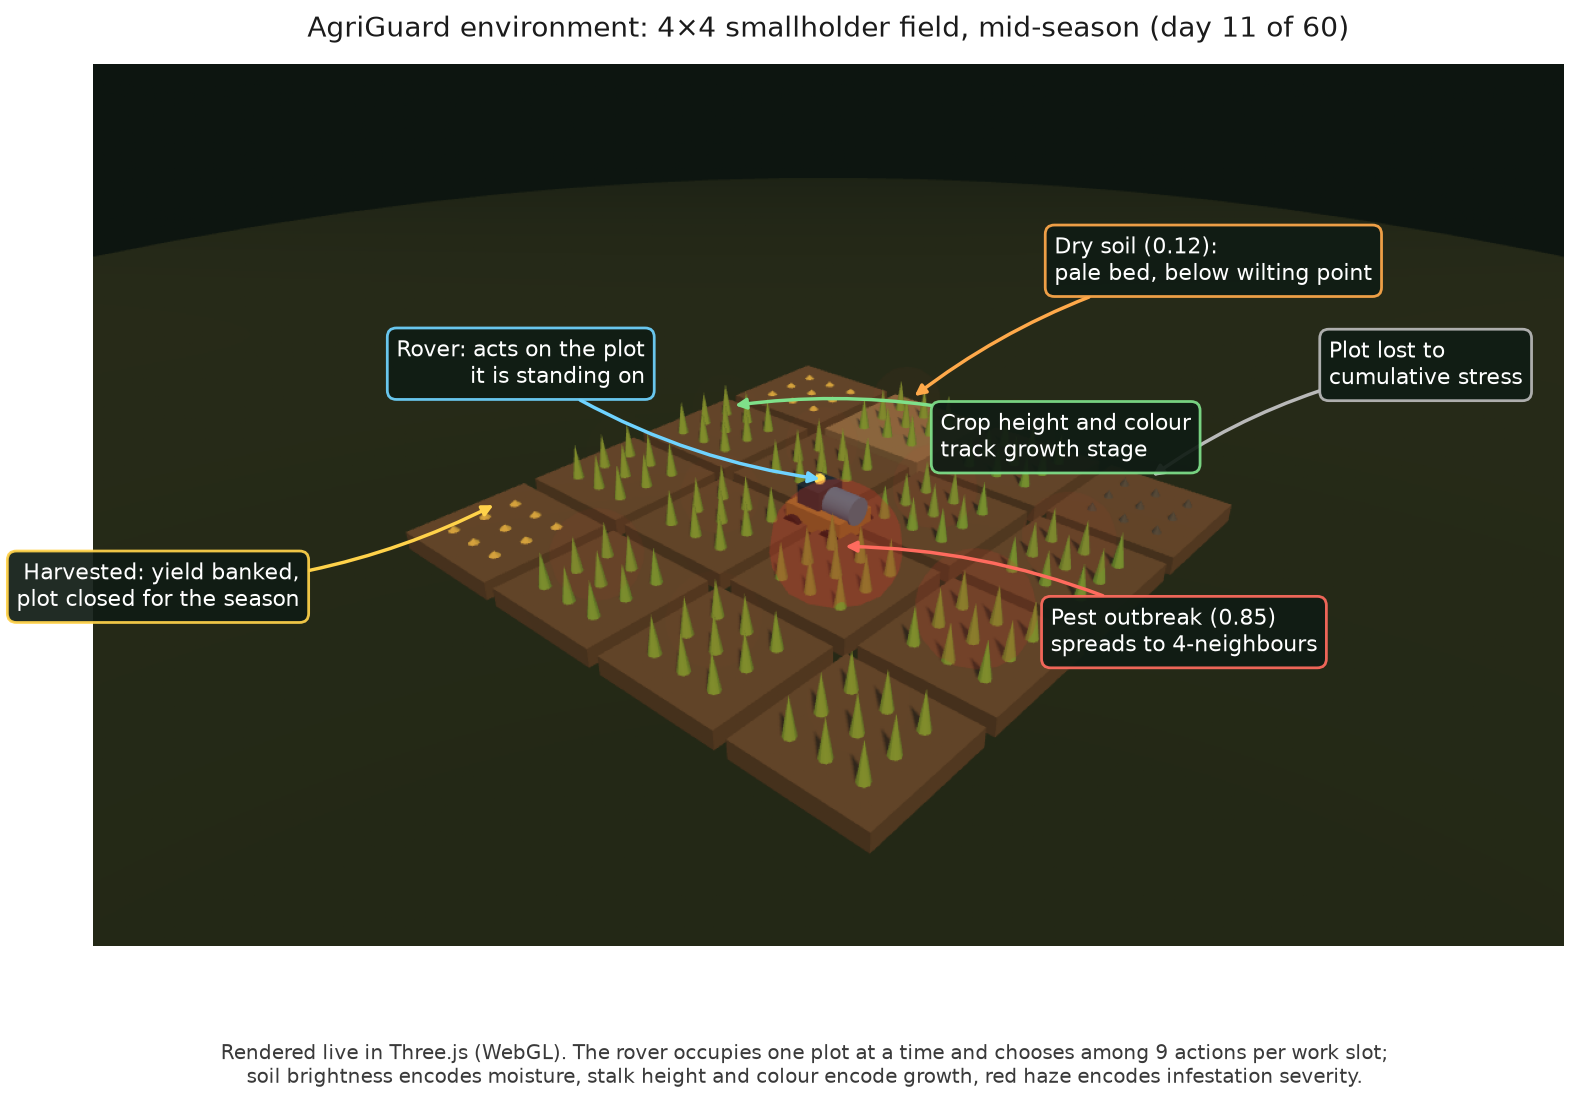 AgriGuard environment: 4×4 smallholder field, mid-season (day 11 of 60)
Dry soil (0.12):
pale bed, below wilting point
Rover: acts on the plot
it is standing on
Plot lost to
cumulative stress
Crop height and colour
track growth stage
Harvested: yield banked,
plot closed for the season
Pest outbreak (0.85)
spreads to 4-neighbours
Rendered live in Three.js (WebGL). The rover occupies one plot at a time and chooses among 9 actions per work slot;
soil brightness encodes moisture, stalk height and colour encode growth, red haze encodes infestation severity.